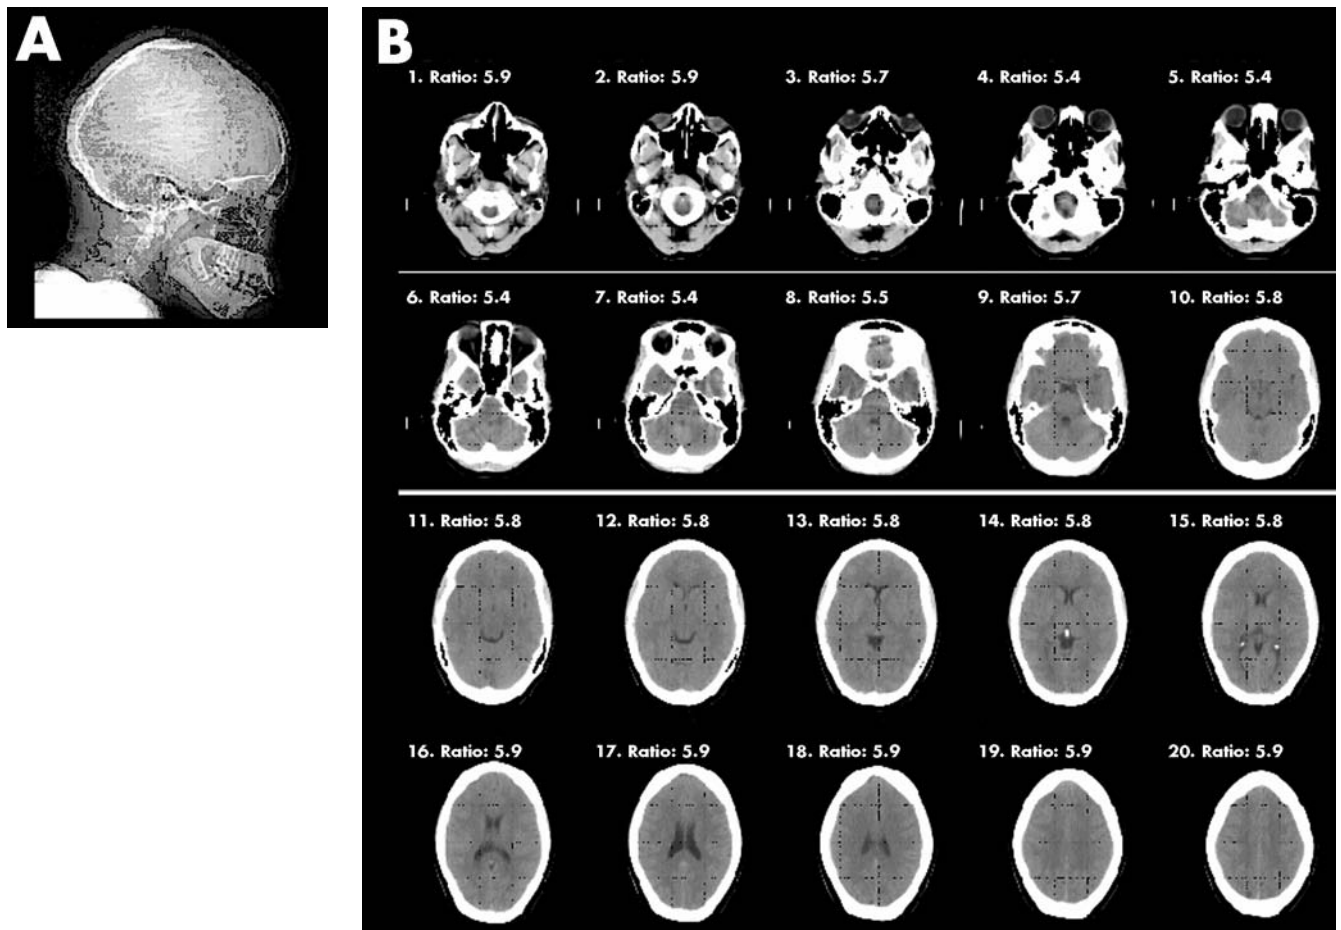 A
B
1. Ratio: 5.9
2. Ratio: 5.9
3. Ratio: 5.7
4. Ratio: 5.4
5. Ratio: 5.4
6. Ratio: 5.4
7. Ratio: 5.4
8. Ratio: 5.5
9. Ratio: 5.7
10. Ratio: 5.8
11. Ratio: 5.8
12. Ratio: 5.8
13. Ratio: 5.8
14. Ratio: 5.8
15. Ratio: 5.8
16. Ratio: 5.9
17. Ratio: 5.9
18. Ratio: 5.9
19. Ratio: 5.9
20. Ratio: 5.9